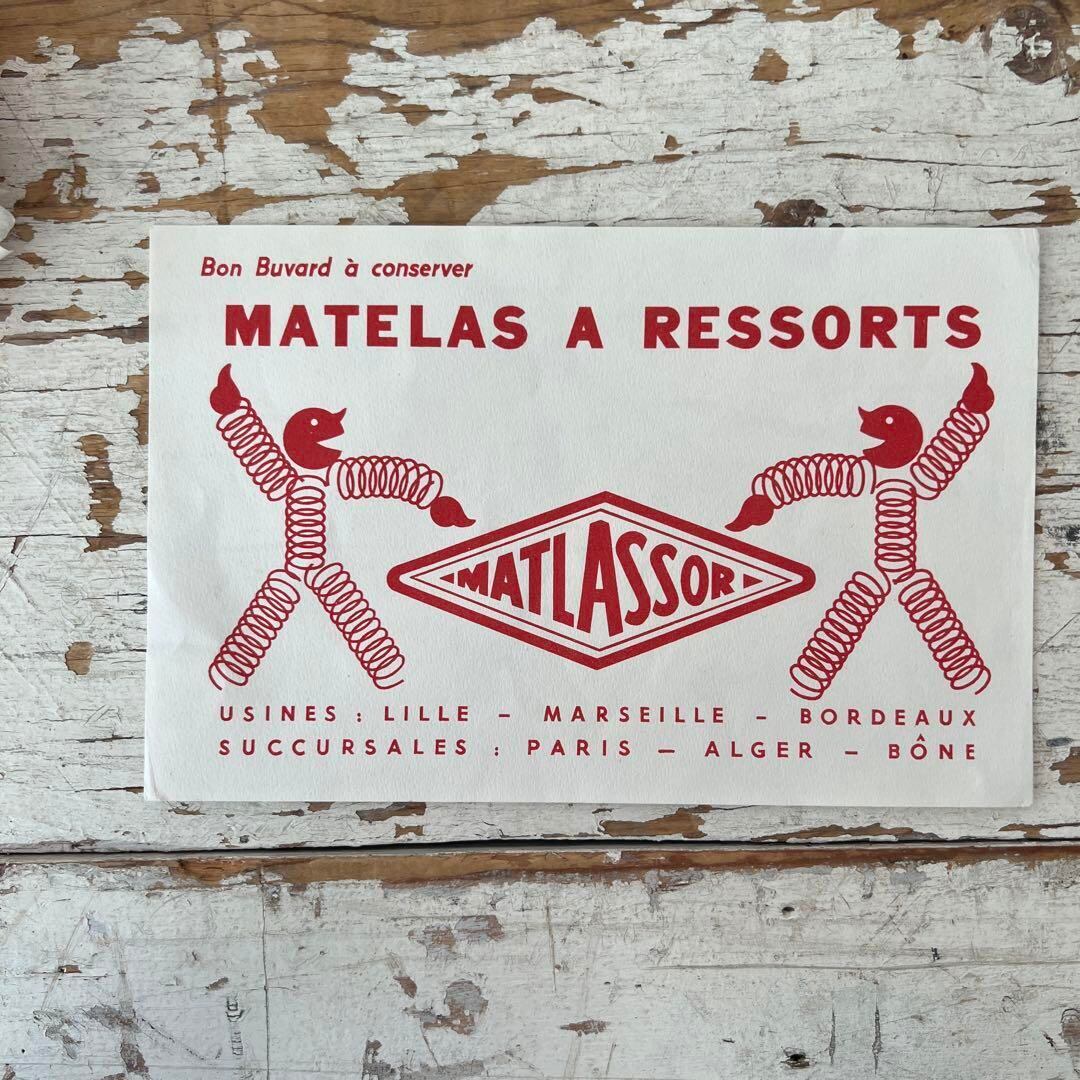 Bon Buvard à conserver
MATELAS A RESSORTS
MATLASSOR
USINES : LILLE - MARSEILLE - BORDEAUX
SUCCURSALES : PARIS - ALGER - BÔNE